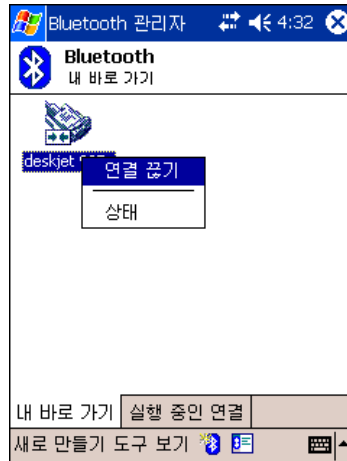 Bluetooth 관리자 4:32
Bluetooth
내 바로 가기
deskjet
연결 끊기
상태
내 바로 가기 실행 중인 연결
새로 만들기 도구 보기